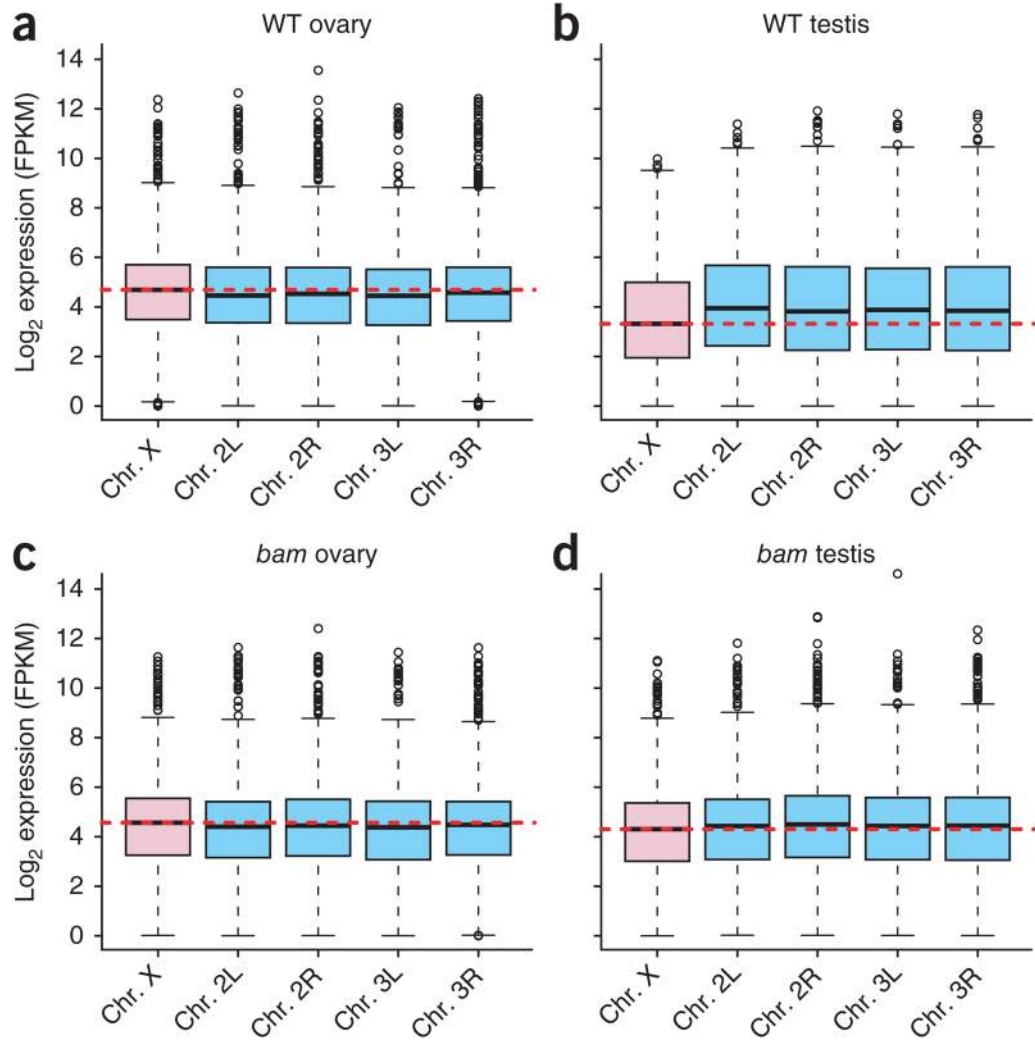 a
WT ovary
Log₂ expression (FPKM)
14
12
10
8
6
4
2
0
Chr. X
Chr. 2L
Chr. 2R
Chr. 3L
Chr. 3R
b
WT testis
Chr. X
Chr. 2L
Chr. 2R
Chr. 3L
Chr. 3R
c
bam ovary
Log₂ expression (FPKM)
14
12
10
8
6
4
2
0
Chr. X
Chr. 2L
Chr. 2R
Chr. 3L
Chr. 3R
d
bam testis
Chr. X
Chr. 2L
Chr. 2R
Chr. 3L
Chr. 3R